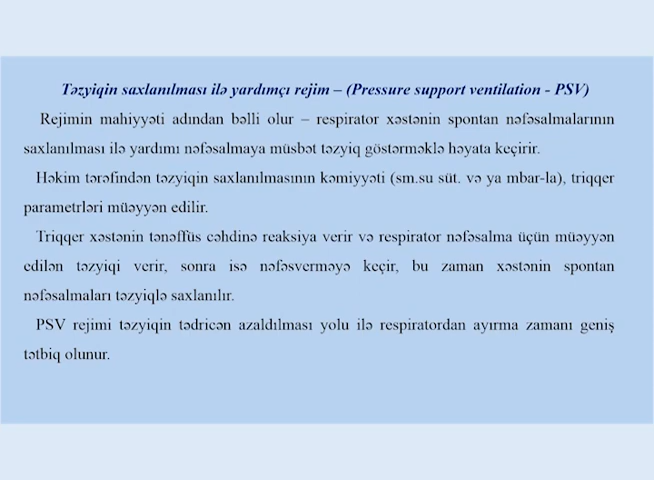 Təzyiqin saxlanılması ilə yardımçı rejim – (Pressure support ventilation - PSV)
Rejimin mahiyyəti adından bəlli olur – respirator xəstənin spontan nəfəsalmalarının
saxlanılması ilə yardımı nəfəsalmaya müsbət təzyiq göstərməklə həyata keçirir.
Həkim tərəfindən təzyiqin saxlanılmasının kəmiyyəti (sm.su süt. və ya mbar-la), triqqer
parametrləri müəyyən edilir.
Triqqer xəstənin tənəffüs cəhdinə reaksiya verir və respirator nəfəsalma üçün müəyyən
edilən təzyiqi verir, sonra isə nəfəsverməyə keçir, bu zaman xəstənin spontan
nəfəsalmaları təzyiqlə saxlanılır.
PSV rejimi təzyiqin tədricən azaldılması yolu ilə respiratordan ayırma zamanı geniş
tətbiq olunur.